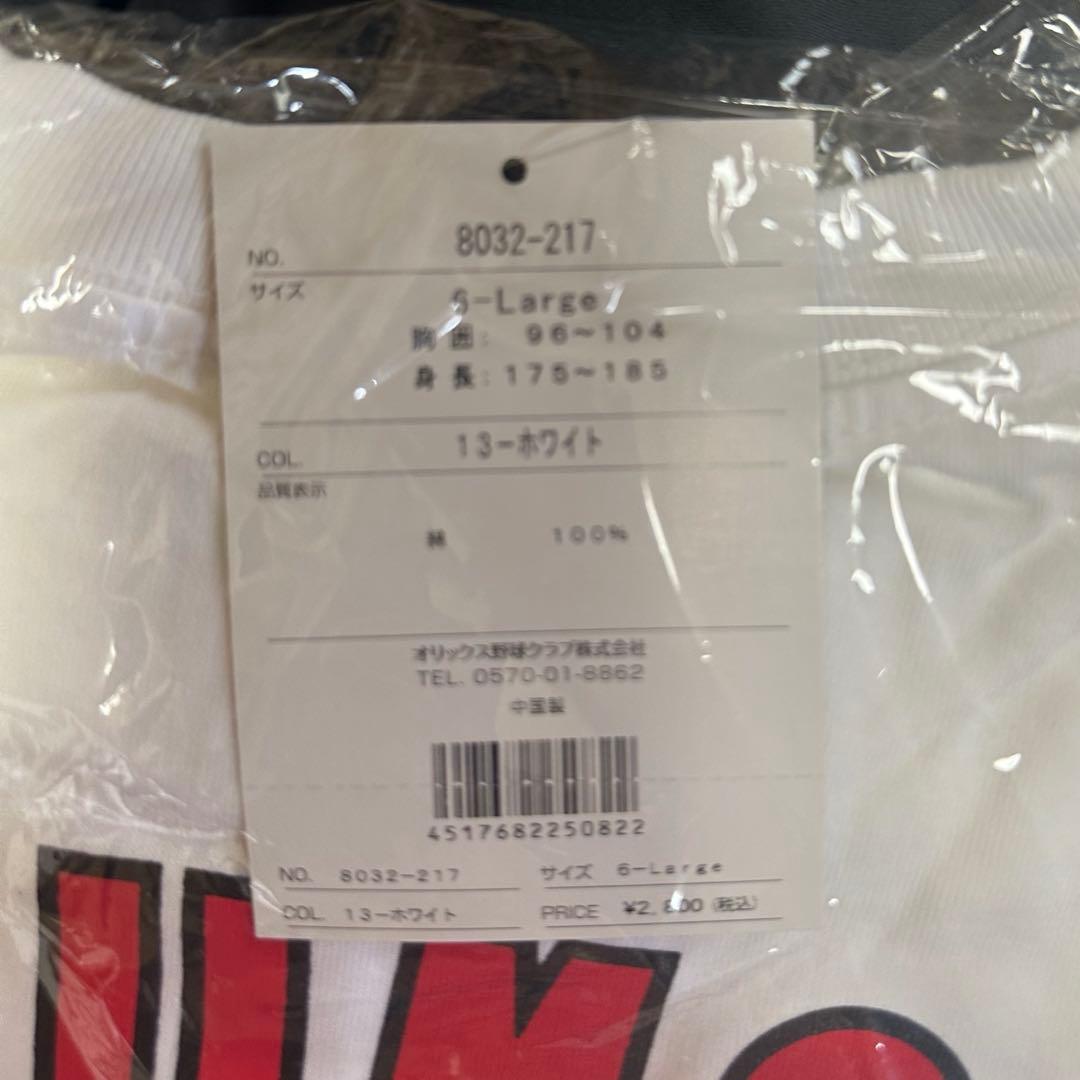 NO. 8032-217
サイズ 6-Large
胸囲: 96～104
身長: 175～185
COL. 13-ホワイト
品質表示
綿 100%
オリックス野球クラブ株式会社
TEL. 0570-01-8862
中国製
4517682250822
NO. 8032-217 サイズ 6-Large
COL. 13-ホワイト PRICE ¥2,800 (税込)